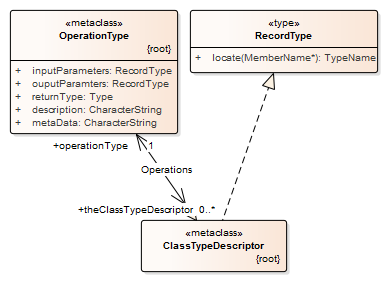 «metaclass»
OperationType
{root}
+ inputParamters: RecordType
+ ouputParamters: RecordType
+ returnType: Type
+ description: CharacterString
+ metaData: CharacterString
«type»
RecordType
+ locate(MemberName*): TypeName
+operationType 1
Operations
+theClassTypeDescriptor 0..*
«metaclass»
ClassTypeDescriptor
{root}